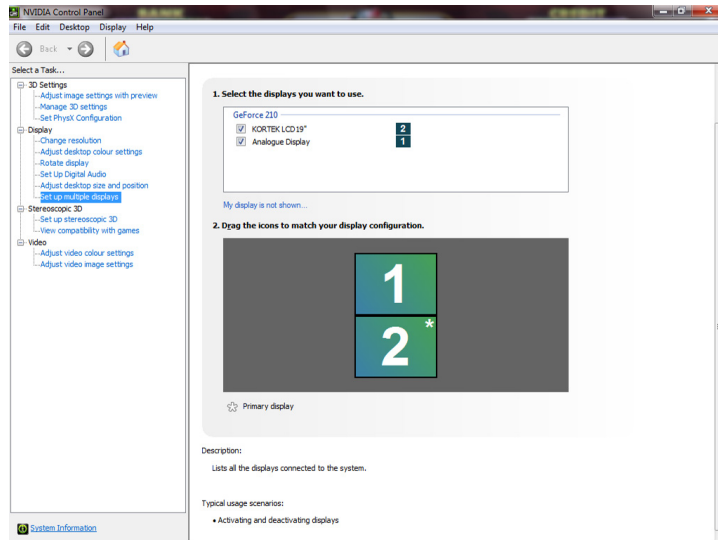 NVIDIA Control Panel
BANK
CREDIT
File Edit Desktop Display Help
Back
Select a Task...
3D Settings
Adjust image settings with preview
Manage 3D settings
Set PhysX Configuration
Display
Change resolution
Adjust desktop colour settings
Rotate display
Set Up Digital Audio
Adjust desktop size and position
Set up multiple displays
Stereoscopic 3D
Set up stereoscopic 3D
View compatibility with games
Video
Adjust video colour settings
Adjust video image settings
System Information
1. Select the displays you want to use.
GeForce 210
KORTEK LCD19" 2
Analogue Display 1
My display is not shown...
2. Drag the icons to match your display configuration.
1
2 *
Primary display
Description:
Lists all the displays connected to the system.
Typical usage scenarios:
• Activating and deactivating displays